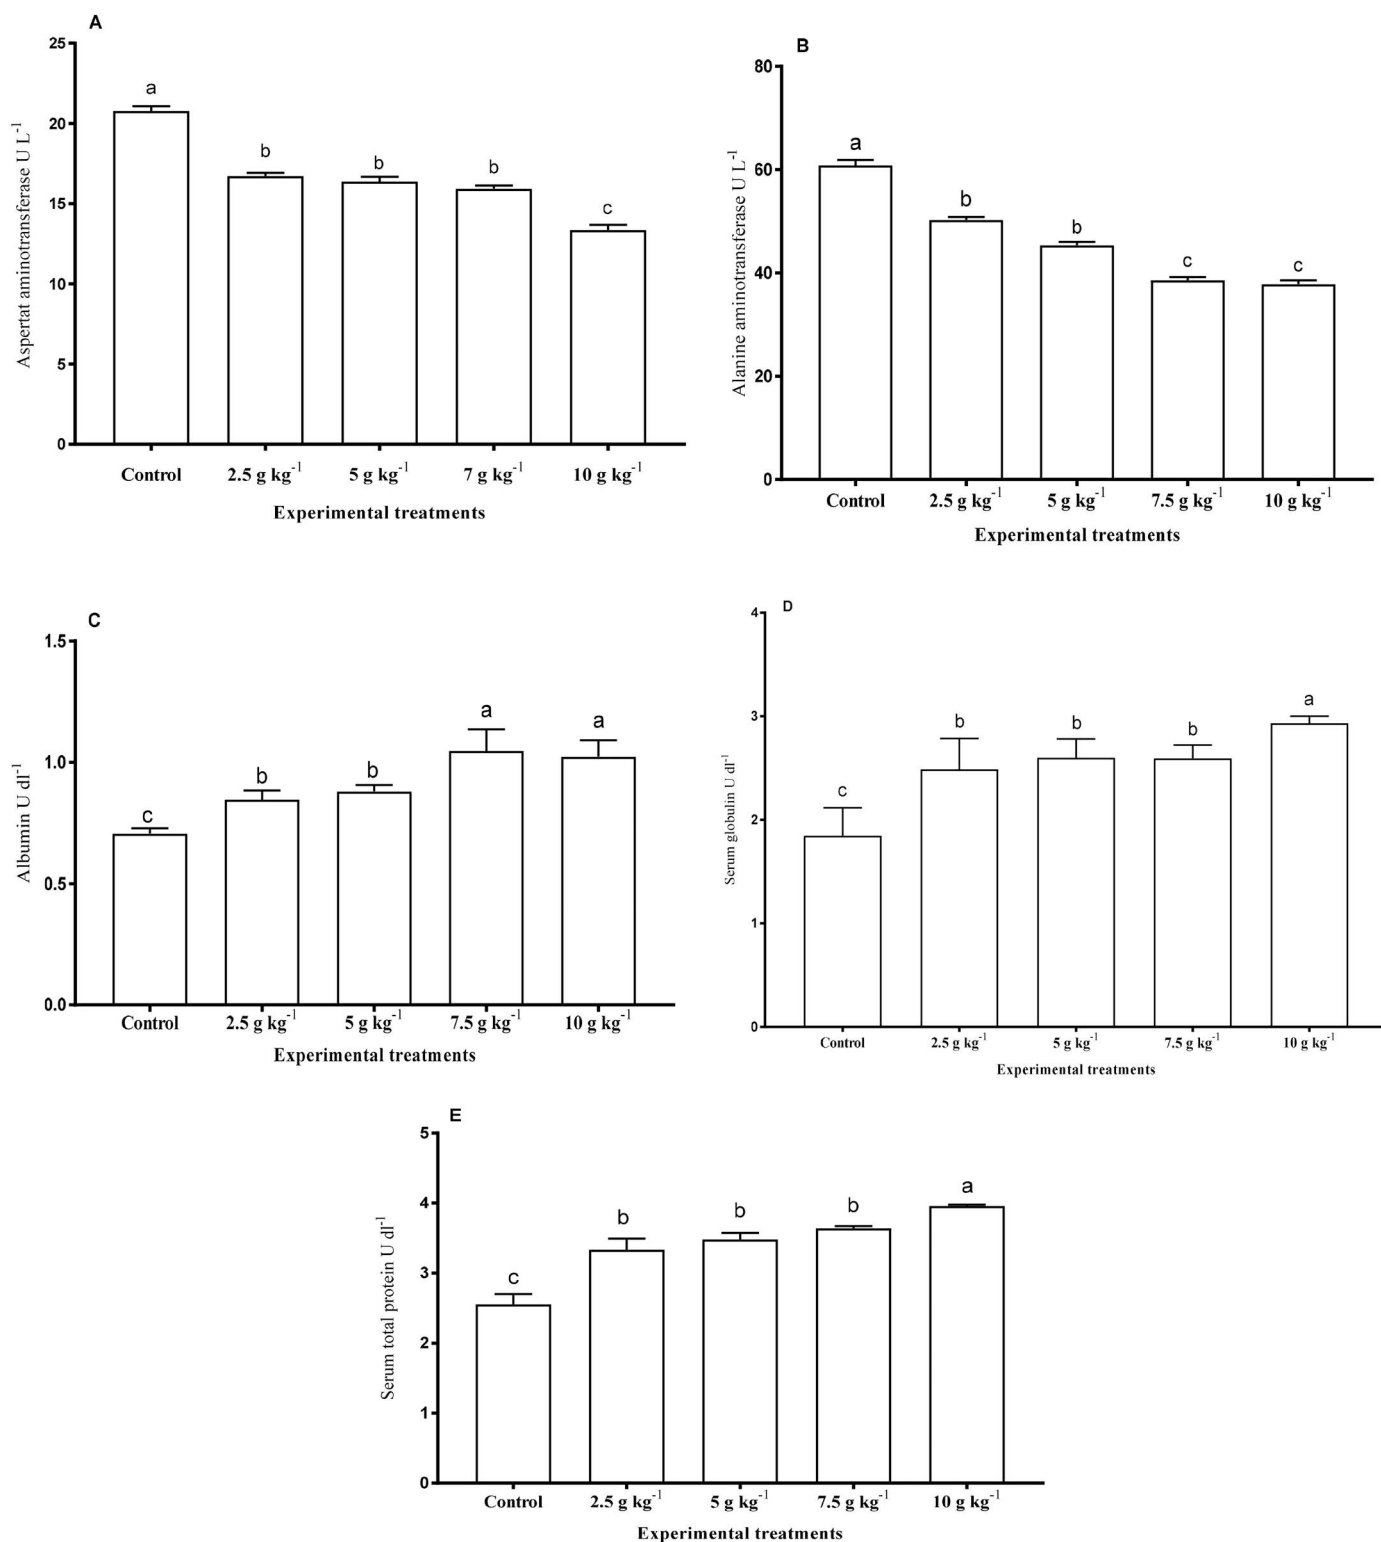 A
Aspertat aminotransferase U L⁻¹
25
20
15
10
5
0
a
b
b
b
c
Control
2.5 g kg⁻¹
5 g kg⁻¹
7 g kg⁻¹
10 g kg⁻¹
Experimental treatments
B
Alanine aminotransferase U L⁻¹
80
60
40
20
0
a
b
b
c
c
Control
2.5 g kg⁻¹
5 g kg⁻¹
7.5 g kg⁻¹
10 g kg⁻¹
Experimental treatments
C
Albumin U dl⁻¹
1.5
1.0
0.5
0.0
c
b
b
a
a
Control
2.5 g kg⁻¹
5 g kg⁻¹
7.5 g kg⁻¹
10 g kg⁻¹
Experimental treatments
D
Serum globulin U dl⁻¹
4
3
2
1
0
c
b
b
b
a
Control
2.5 g kg⁻¹
5 g kg⁻¹
7.5 g kg⁻¹
10 g kg⁻¹
Experimental treatments
E
Serum total protein U dl⁻¹
5
4
3
2
1
0
c
b
b
b
a
Control
2.5 g kg⁻¹
5 g kg⁻¹
7.5 g kg⁻¹
10 g kg⁻¹
Experimental treatments